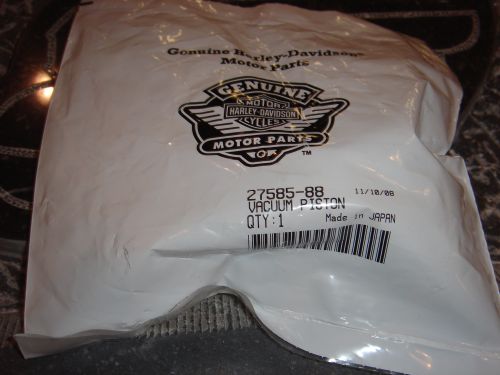 Genuine Harley-Davidson®
Motor Parts
GENUINE
MOTOR
HARLEY-DAVIDSON
CYCLES
MOTOR PARTS
TM
27585-88 11/10/08
VACUUM PISTON
QTY:1 Made in JAPAN